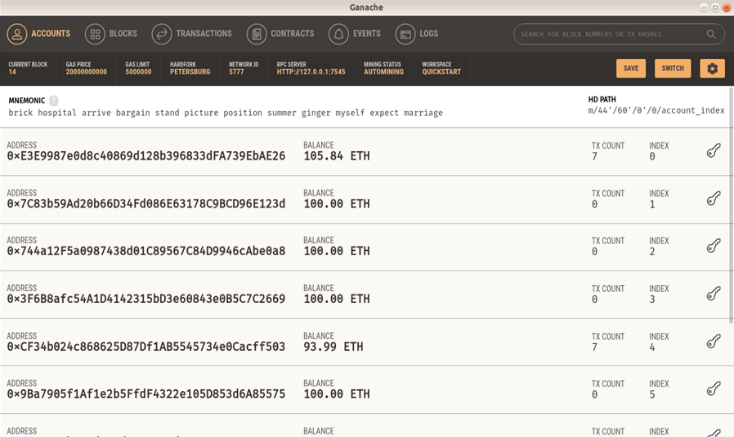 Ganache
ACCOUNTS BLOCKS TRANSACTIONS CONTRACTS EVENTS LOGS SEARCH FOR BLOCK NUMBERS OR TX HASHES
CURRENT BLOCK GAS PRICE GAS LIMIT HARDFORK NETWORK ID RPC SERVER MINING STATUS WORKSPACE
14 20000000000 5000000 PETERSBURG 5777 HTTP://127.0.0.1:7545 AUTOMINING QUICKSTART SAVE SWITCH
MNEMONIC ? HD PATH
brick hospital arrive bargain stand picture position summer ginger myself expect marriage m/44'/60'/0'/0/account_index
ADDRESS BALANCE TX COUNT INDEX
0×E3E9987e0d8c40869d128b396833dFA739EbAE26 105.84 ETH 7 0
ADDRESS BALANCE TX COUNT INDEX
0×7C83b59Ad20b66D34Fd086E63178C9BCD96E123d 100.00 ETH 0 1
ADDRESS BALANCE TX COUNT INDEX
0×744a12F5a0987438d01C89567C84D9946cAbe0a8 100.00 ETH 0 2
ADDRESS BALANCE TX COUNT INDEX
0×3F6B8afc54A1D4142315bD3e60843e0B5C7C2669 100.00 ETH 0 3
ADDRESS BALANCE TX COUNT INDEX
0×CF34b024c868625D87Df1AB5545734e0Cacff503 93.99 ETH 7 4
ADDRESS BALANCE TX COUNT INDEX
0×9Ba7905f1Af1e2b5FfdF4322e105D853d6A85575 100.00 ETH 0 5
ADDRESS BALANCE TX COUNT INDEX